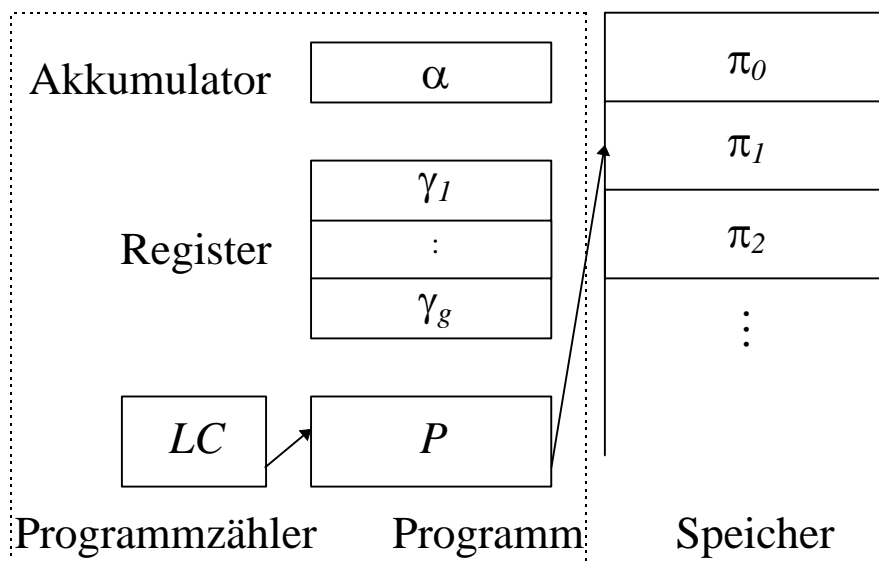 Akkumulator α
Register γ1
:
γg
LC P
Programmzähler Programm
π0
π1
π2
⋮
Speicher